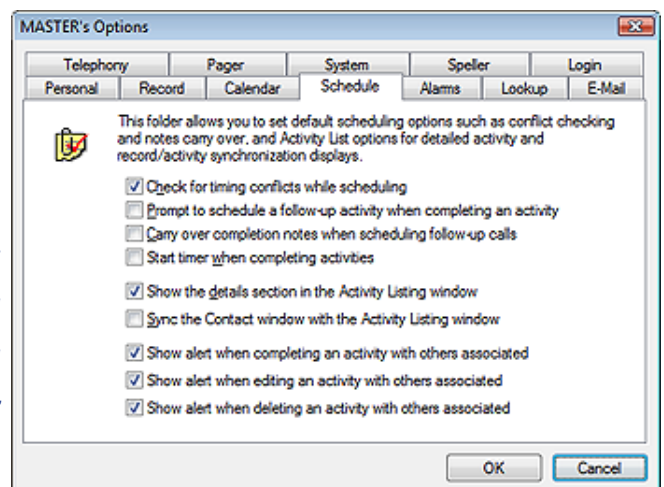 MASTER's Options
Telephony Pager System Speller Login
Personal Record Calendar Schedule Alarms Lookup E-Mail
This folder allows you to set default scheduling options such as conflict checking
and notes carry over, and Activity List options for detailed activity and
record/activity synchronization displays.
Check for timing conflicts while scheduling
Prompt to schedule a follow-up activity when completing an activity
Carry over completion notes when scheduling follow-up calls
Start timer when completing activities
Show the details section in the Activity Listing window
Sync the Contact window with the Activity Listing window
Show alert when completing an activity with others associated
Show alert when editing an activity with others associated
Show alert when deleting an activity with others associated
OK Cancel